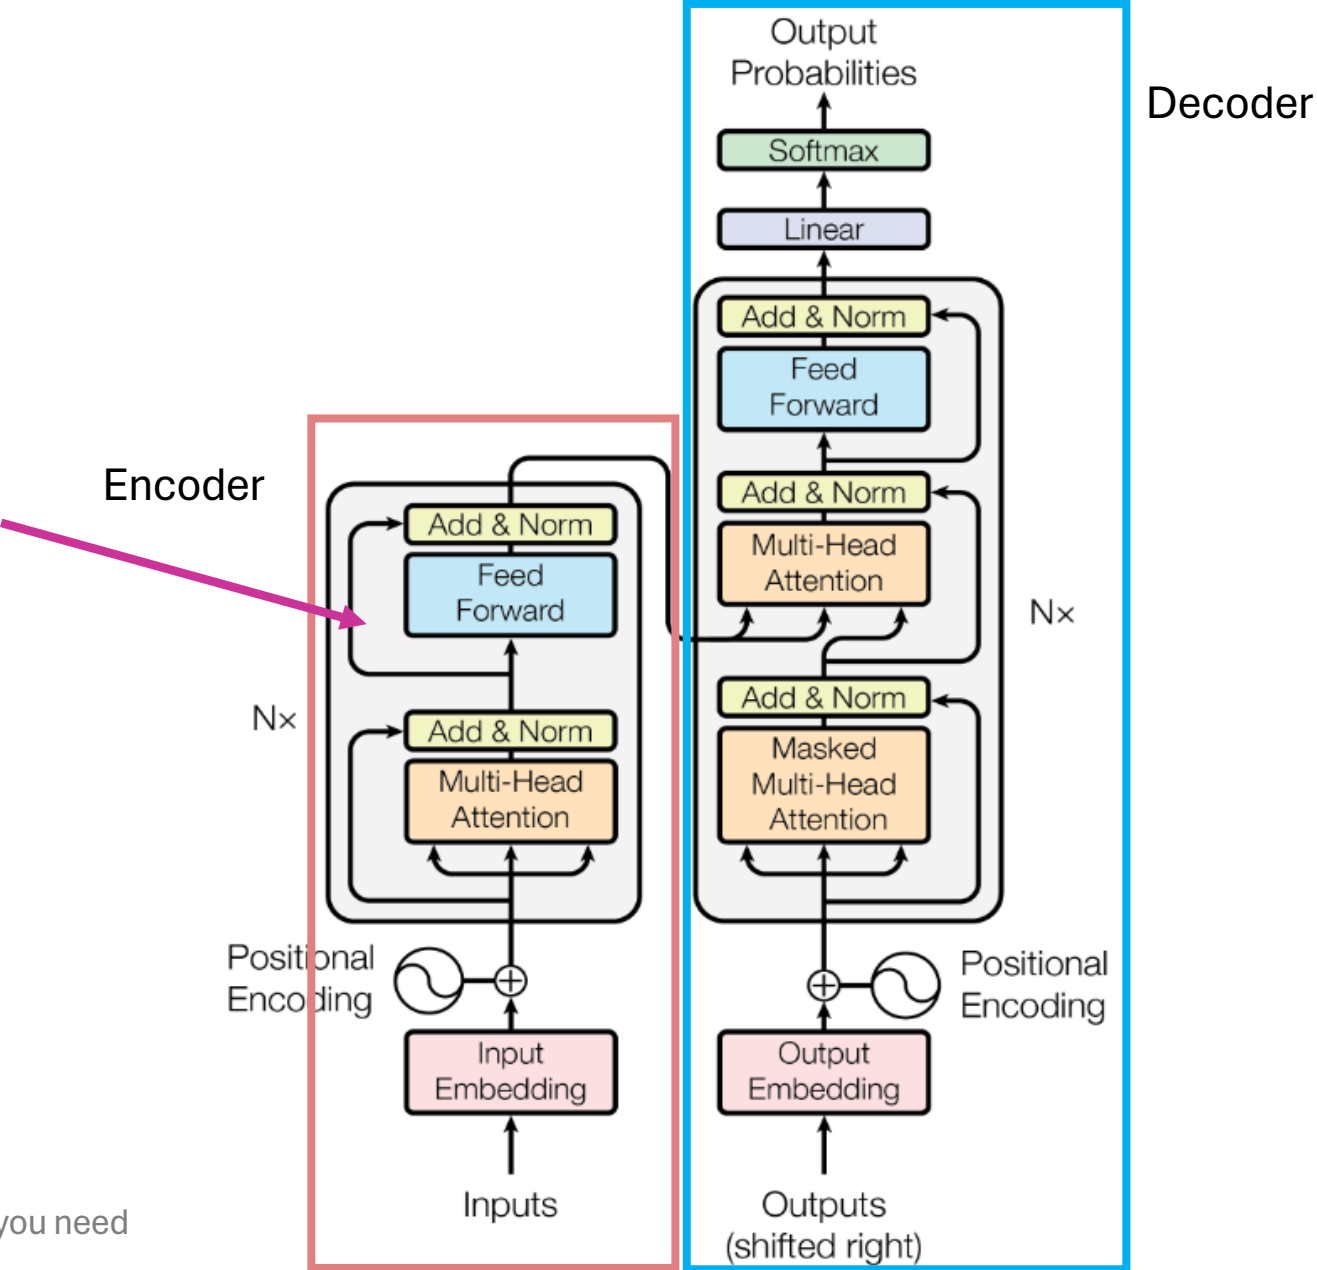 Output
Probabilities
Decoder
Softmax
Linear
Add & Norm
Feed
Forward
Add & Norm
Multi-Head
Attention
Nx
Add & Norm
Masked
Multi-Head
Attention
Positional
Encoding
Output
Embedding
Outputs
(shifted right)
Encoder
Add & Norm
Feed
Forward
Nx
Add & Norm
Multi-Head
Attention
Positional
Encoding
Input
Embedding
Inputs
you need